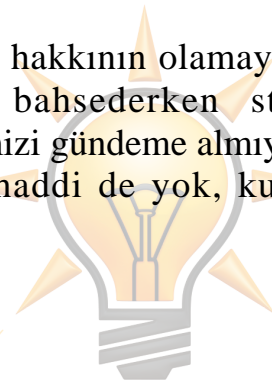 hakkının olamay
bahsederken st
nizi gündeme almıy
naddi de yok, ku